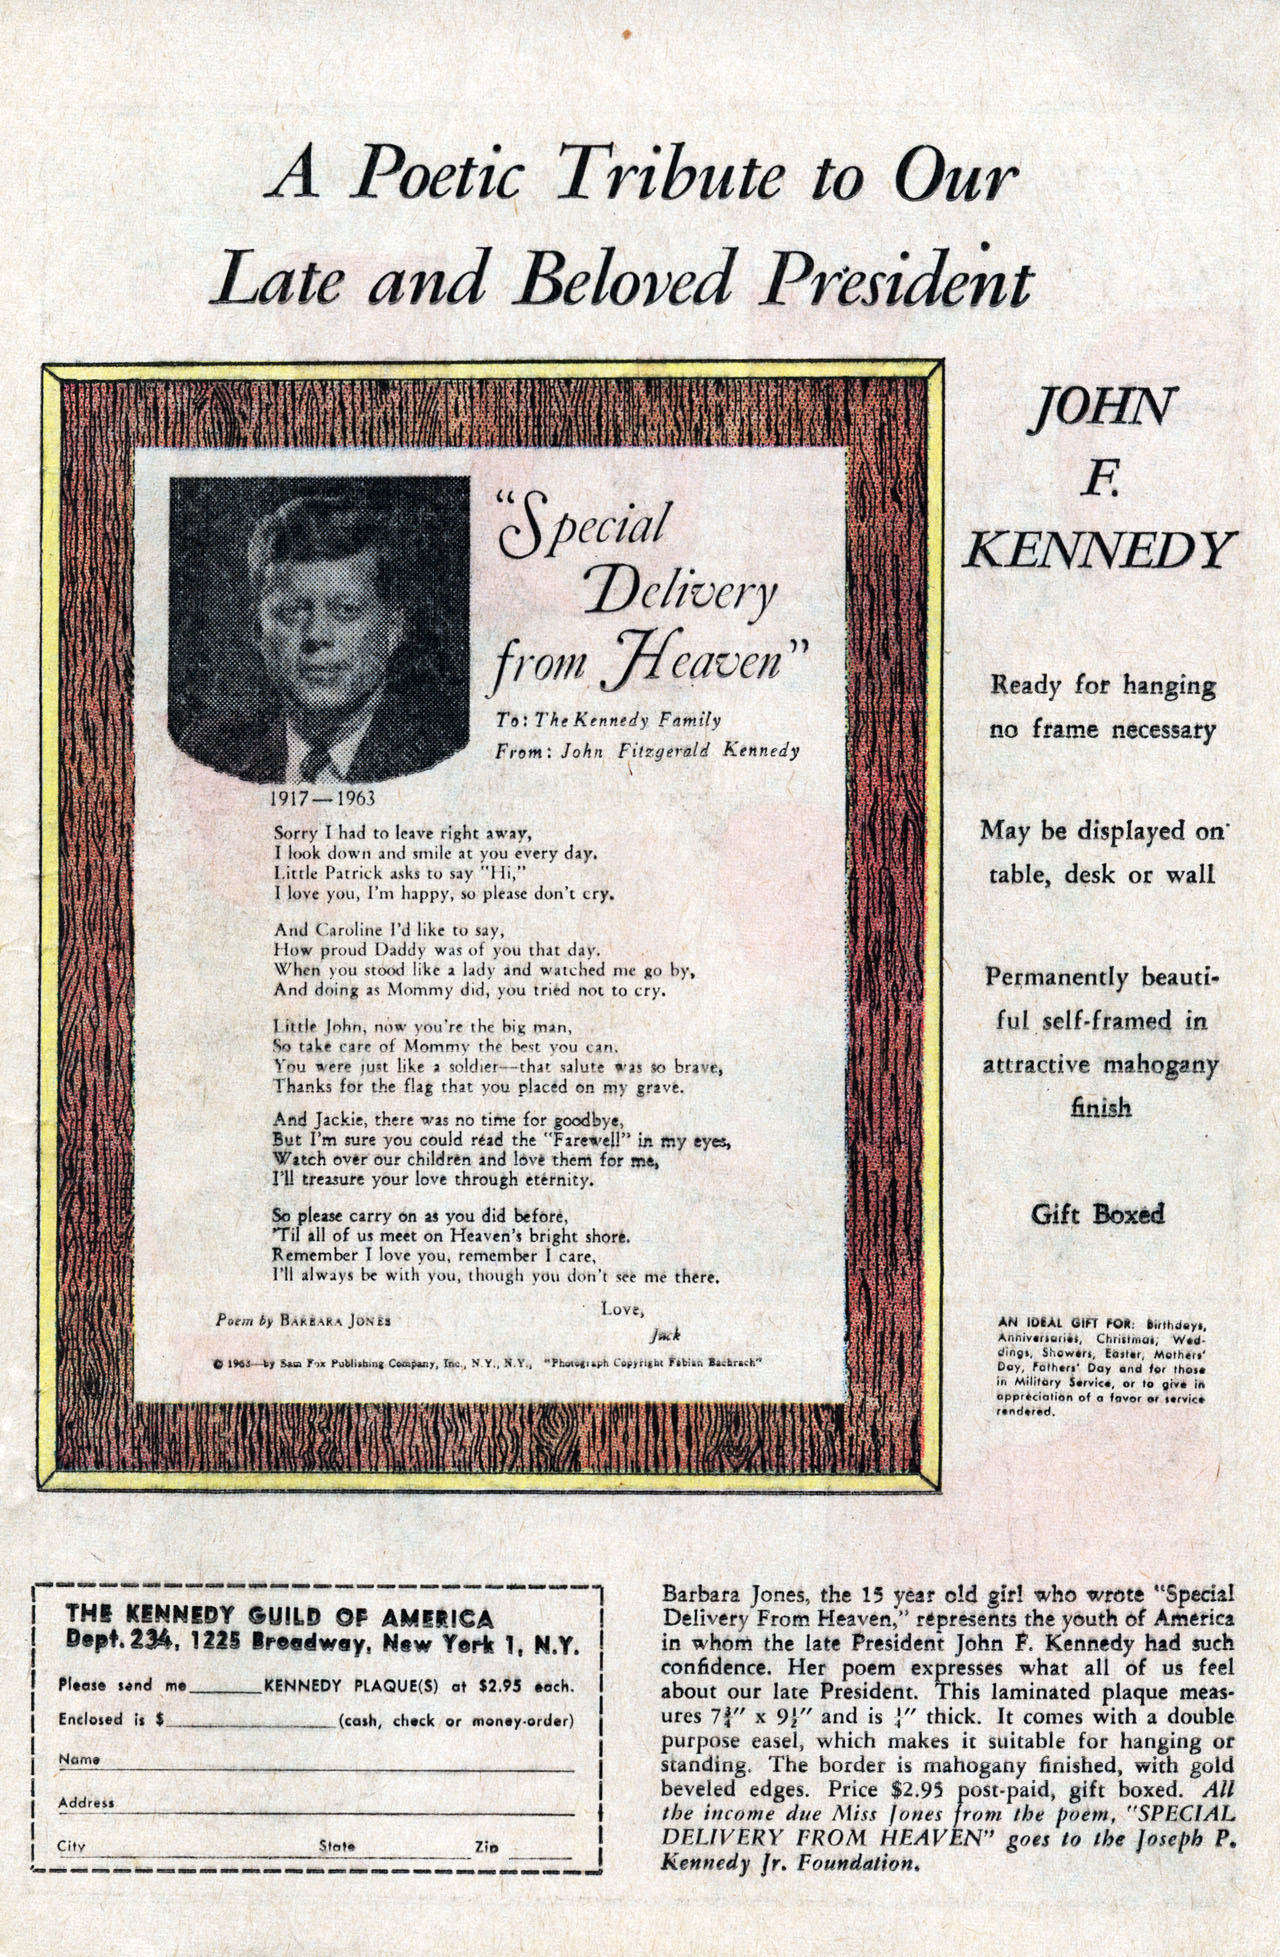 A Poetic Tribute to Our
Late and Beloved President
JOHN
F.
KENNEDY
"Special
Delivery
from Heaven"
To: The Kennedy Family
From: John Fitzgerald Kennedy
1917—1963
Sorry I had to leave right away,
I look down and smile at you every day.
Little Patrick asks to say "Hi,"
I love you, I'm happy, so please don't cry.
And Caroline I'd like to say,
How proud Daddy was of you that day.
When you stood like a lady and watched me go by,
And doing as Mommy did, you tried not to cry.
Little John, now you're the big man,
So take care of Mommy the best you can.
You were just like a soldier—that salute was so brave,
Thanks for the flag that you placed on my grave.
And Jackie, there was no time for goodbye,
But I'm sure you could read the "Farewell" in my eyes,
Watch over our children and love them for me,
I'll treasure your love through eternity.
So please carry on as you did before,
'Til all of us meet on Heaven's bright shore.
Remember I love you, remember I care,
I'll always be with you, though you don't see me there.
Love,
Jack
Poem by BARBARA JONES
© 1963—by Sam Fox Publishing Company, Inc., N.Y., N.Y., "Photograph Copyright Fabian Bachrach"
Ready for hanging
no frame necessary
May be displayed on
table, desk or wall
Permanently beauti-
ful self-framed in
attractive mahogany
finish
Gift Boxed
AN IDEAL GIFT FOR: Birthdays,
Anniversaries, Christmas, Wed-
dings, Showers, Easter, Mothers'
Day, Fathers' Day and for those
in Military Service, or to give in
appreciation of a favor or service
rendered.
THE KENNEDY GUILD OF AMERICA
Dept. 234, 1225 Broadway, New York 1, N.Y.
Please send me_______KENNEDY PLAQUE(S) at $2.95 each.
Enclosed is $_________________(cash, check or money-order)
Name
Address
City State Zip
Barbara Jones, the 15 year old girl who wrote "Special
Delivery From Heaven," represents the youth of America
in whom the late President John F. Kennedy had such
confidence. Her poem expresses what all of us feel
about our late President. This laminated plaque meas-
ures 7¾" x 9½" and is ¼" thick. It comes with a double
purpose easel, which makes it suitable for hanging or
standing. The border is mahogany finished, with gold
beveled edges. Price $2.95 post-paid, gift boxed. All
the income due Miss Jones from the poem, "SPECIAL
DELIVERY FROM HEAVEN" goes to the Joseph P.
Kennedy Jr. Foundation.